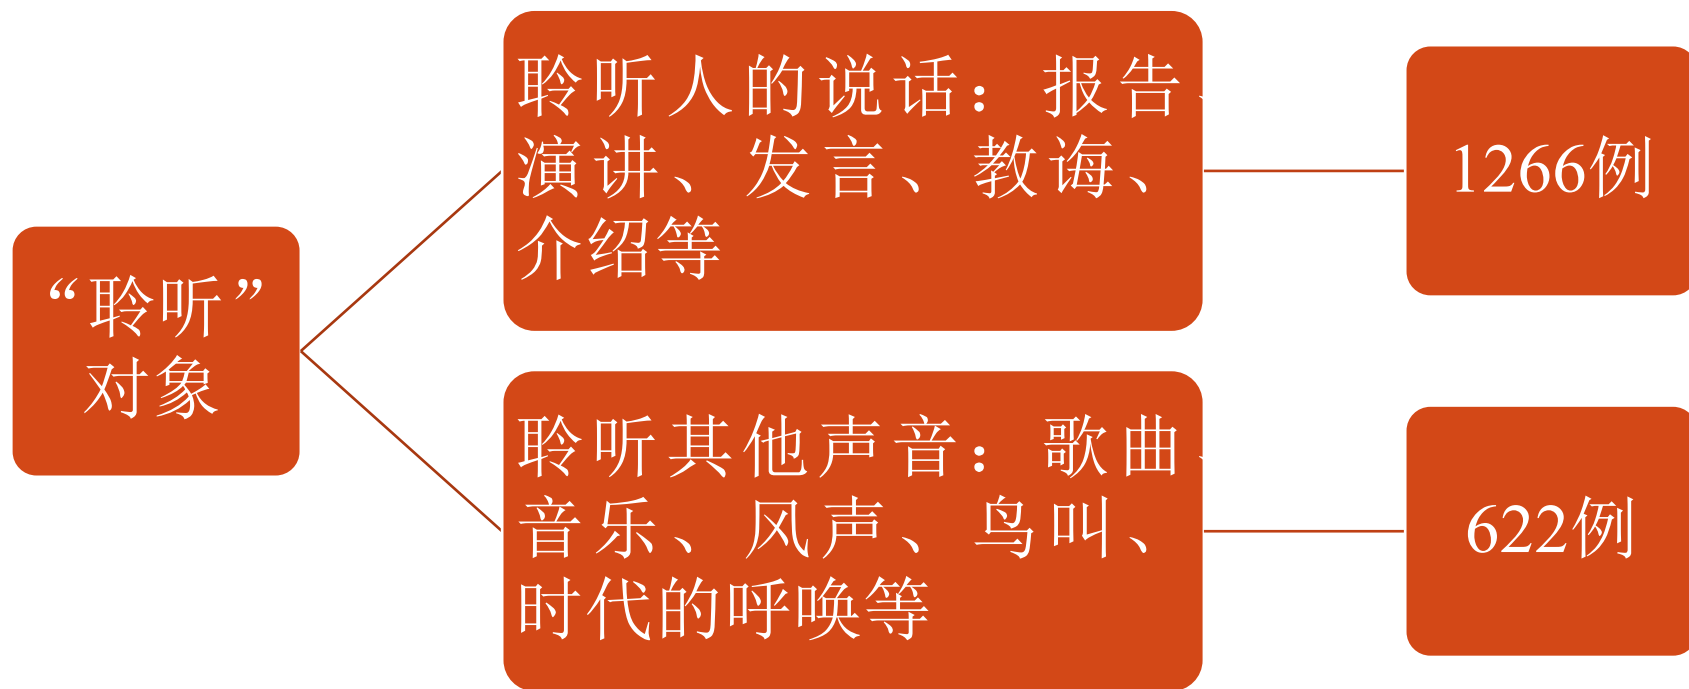 “聆听”
对象
聆听人的说话：报告、
演讲、发言、教诲、
介绍等
1266例
聆听其他声音：歌曲、
音乐、风声、鸟叫、
时代的呼唤等
622例